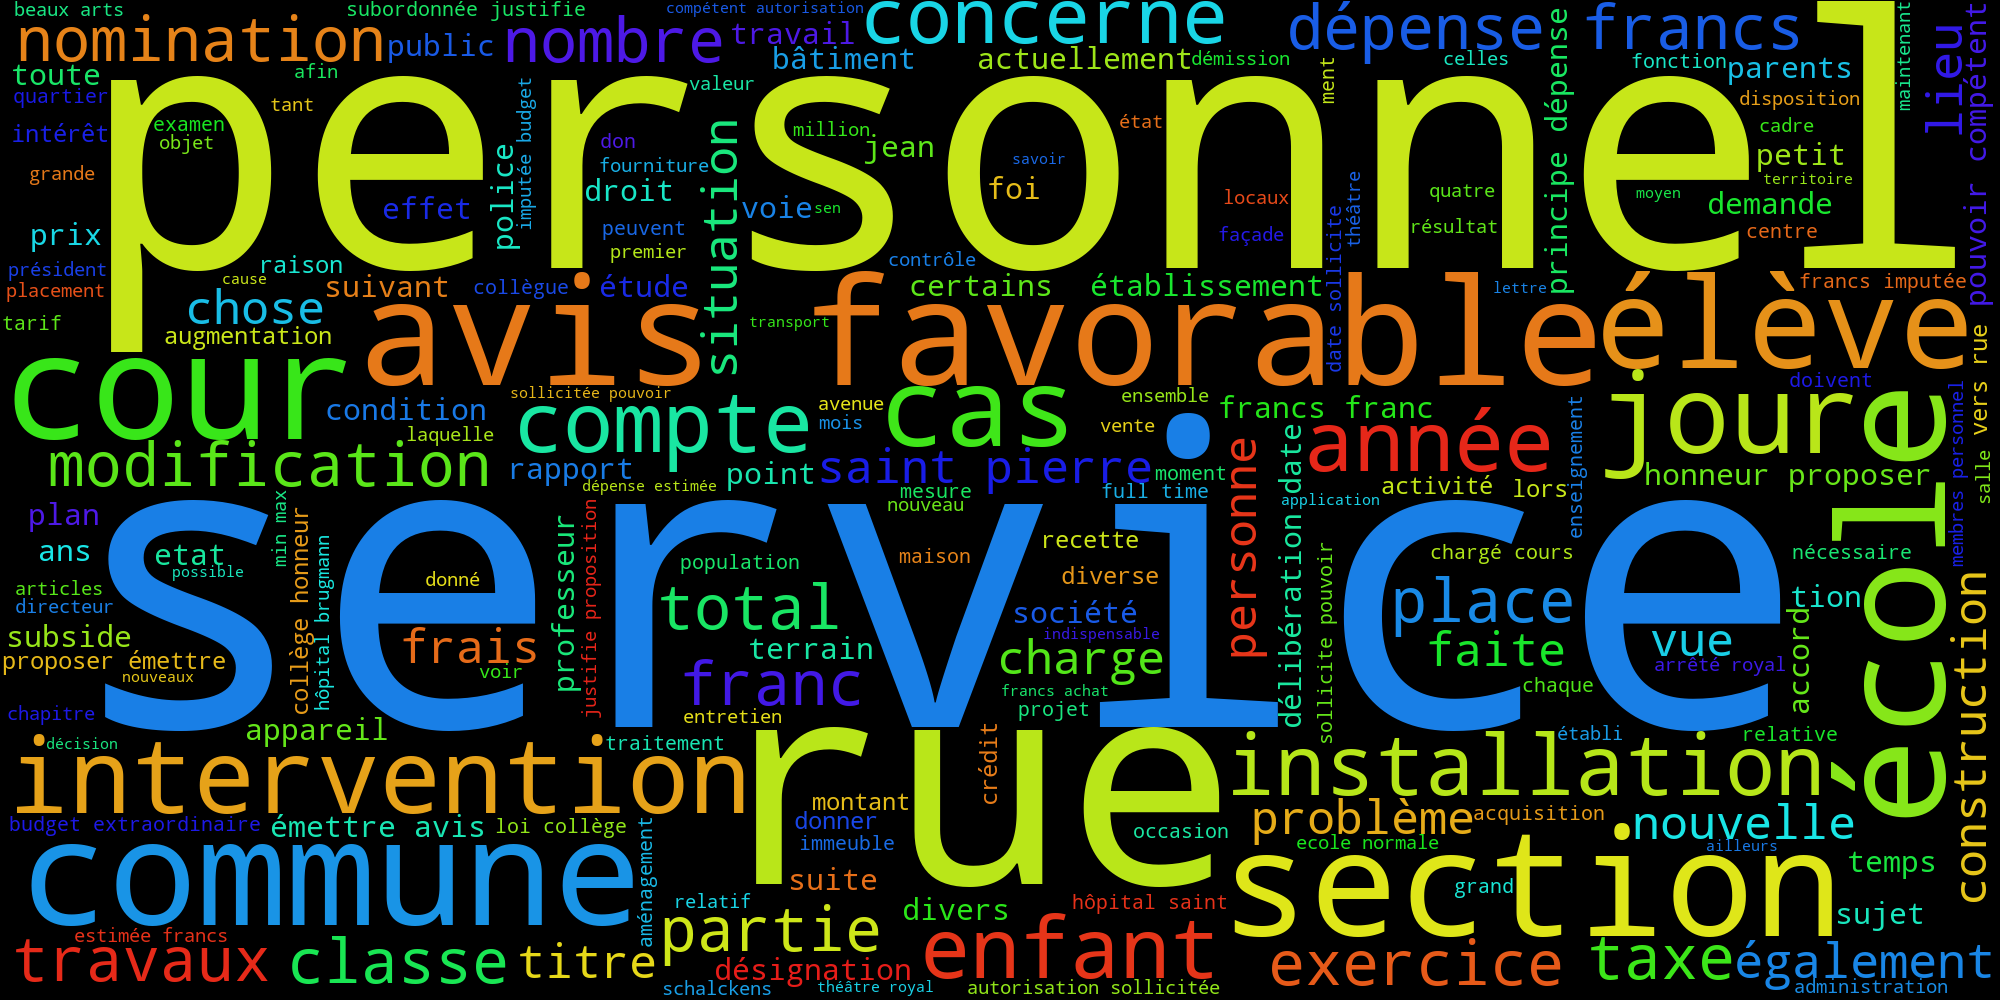 beaux arts
subordonnée justifie
compétent autorisation
concerne
dépense
francs
nomination
public
nombre
travail
bâtiment
actuellement
démission
celles
fonction
parents
maintenant
lieu
pouvoir compétent
toute
afin
valeur
ment
quartier
tant
imputée budget
disposition
personnel
intérêt
examen
objet
don
million
état
cadre
jean
principe dépense
grande
police
fourniture
situation
savoir
petit
effet
droit
foi
locaux
quatre
moyen
territoire
demande
voie
sen
théâtre
prix
peuvent
premier
façade
résultat
centre
président
raison
contrôle
placement
cause
suivant
collègue
étude
certains
établissement
date sollicite
lettre
francs imputée
chose
tarif
augmentation
transport
avis favorable
élève
cour
condition
sollicitée pouvoir
laquelle
compte
avenue
mois
cas
ensemble
vente
francs franc
jour
doivent
vers rue
modification
rapport
point
saint pierre
moment
personne
année
enseignement
honneur proposer
membres personnel
salle
dépense estimée
mesure
nouveau
full time
délibération date
application
activité
lors
école
plan
min max
collège honneur
ans
etat
possible
hôpital brugmann
professeur
justifie proposition
population
maison
recette
diverse
sollicite pouvoir
chargé cours
nécessaire
service
articles
directeur
donné
total
société
place
tion
subside
frais
terrain
indispensable
charge
faite
vue
accord
construction
proposer émettre
nouveaux
voir
franc
francs achat
arrêté royal
chaque
chapitre
entretien
projet
appareil
décision
traitement
rue
crédit
établi
relative
intervention
installation
montant
budget extraordinaire
émettre avis
loi collège
donner
immeuble
occasion
problème
acquisition
nouvelle
ecole normale
ailleurs
commune
aménagement
suite
section
grand
temps
relatif
partie
divers
hôpital saint
sujet
estimée francs
travaux
classe
titre
désignation
enfant
exercice
taxe
également
schalckens
théâtre royal
autorisation sollicitée
administration